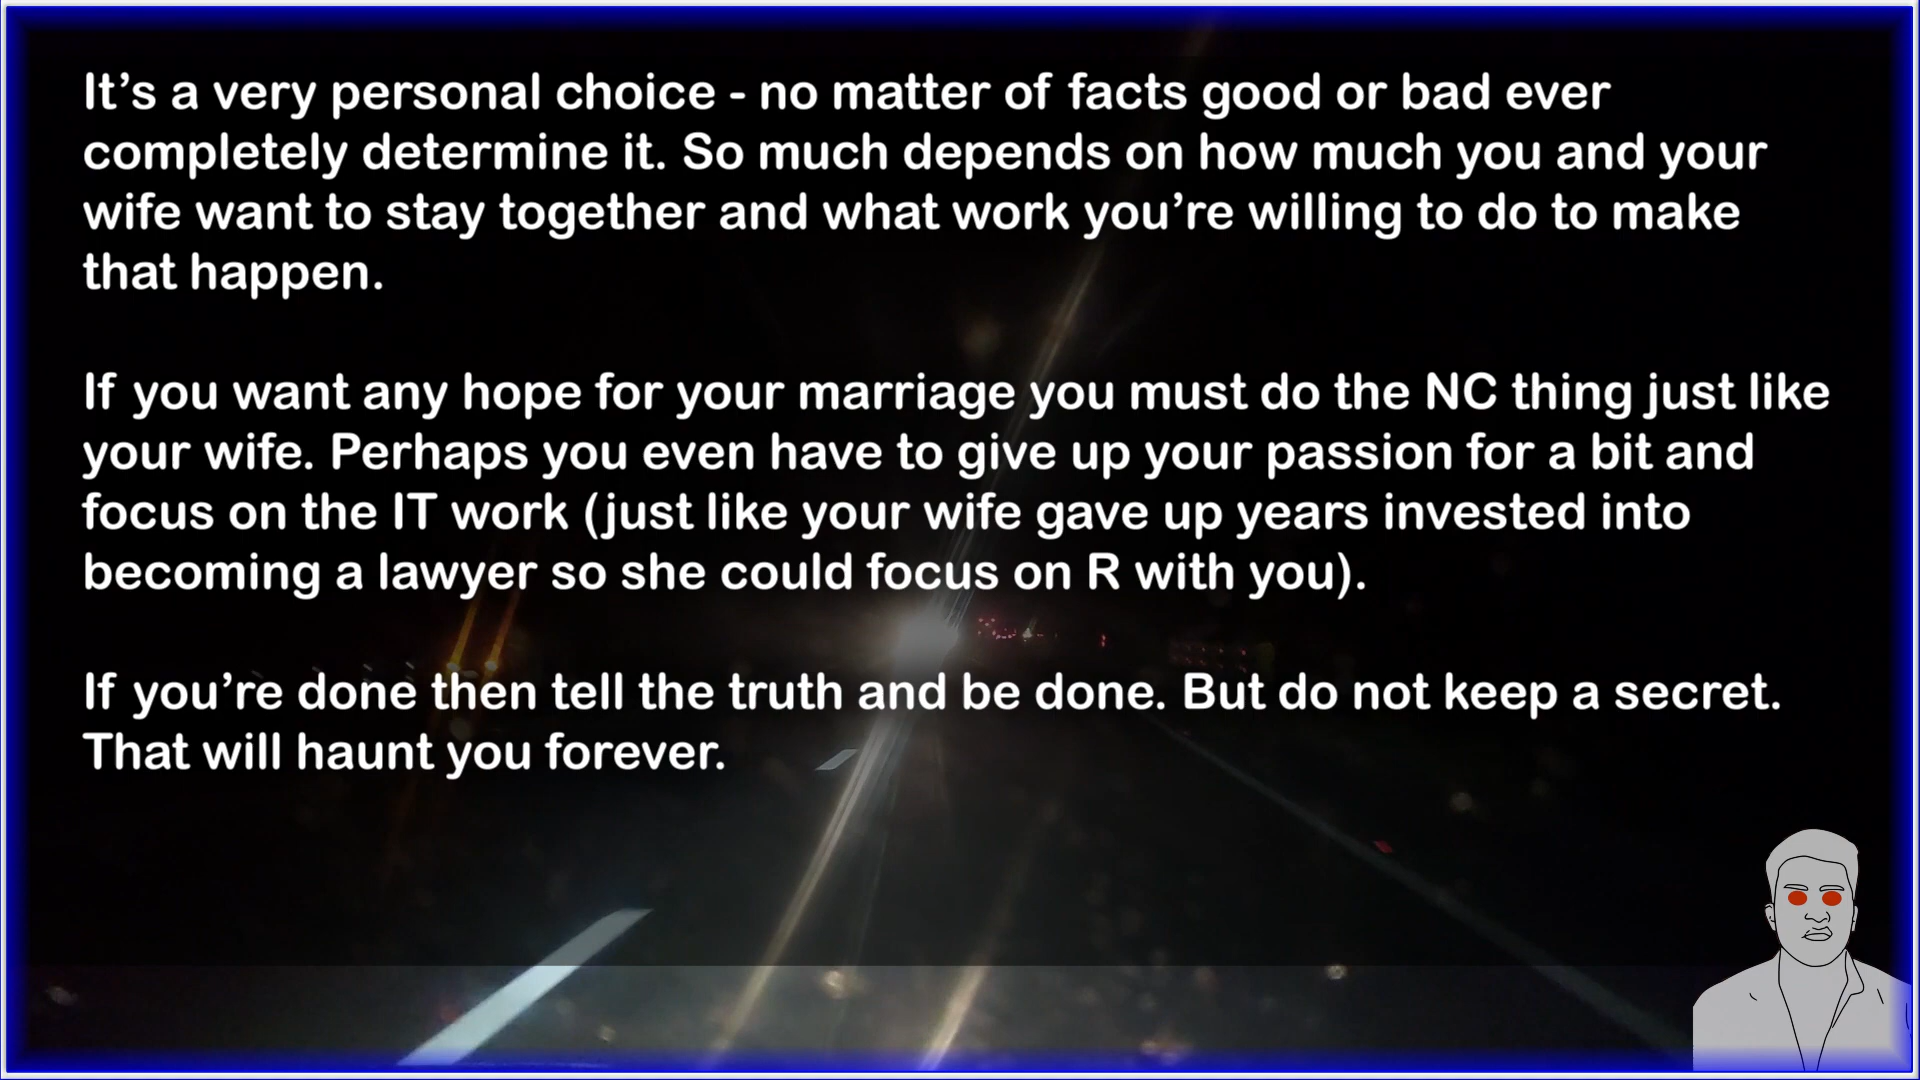 It’s a very personal choice - no matter of facts good or bad ever
completely determine it. So much depends on how much you and your
wife want to stay together and what work you’re willing to do to make
that happen.
If you want any hope for your marriage you must do the NC thing just like
your wife. Perhaps you even have to give up your passion for a bit and
focus on the IT work (just like your wife gave up years invested into
becoming a lawyer so she could focus on R with you).
If you’re done then tell the truth and be done. But do not keep a secret.
That will haunt you forever.